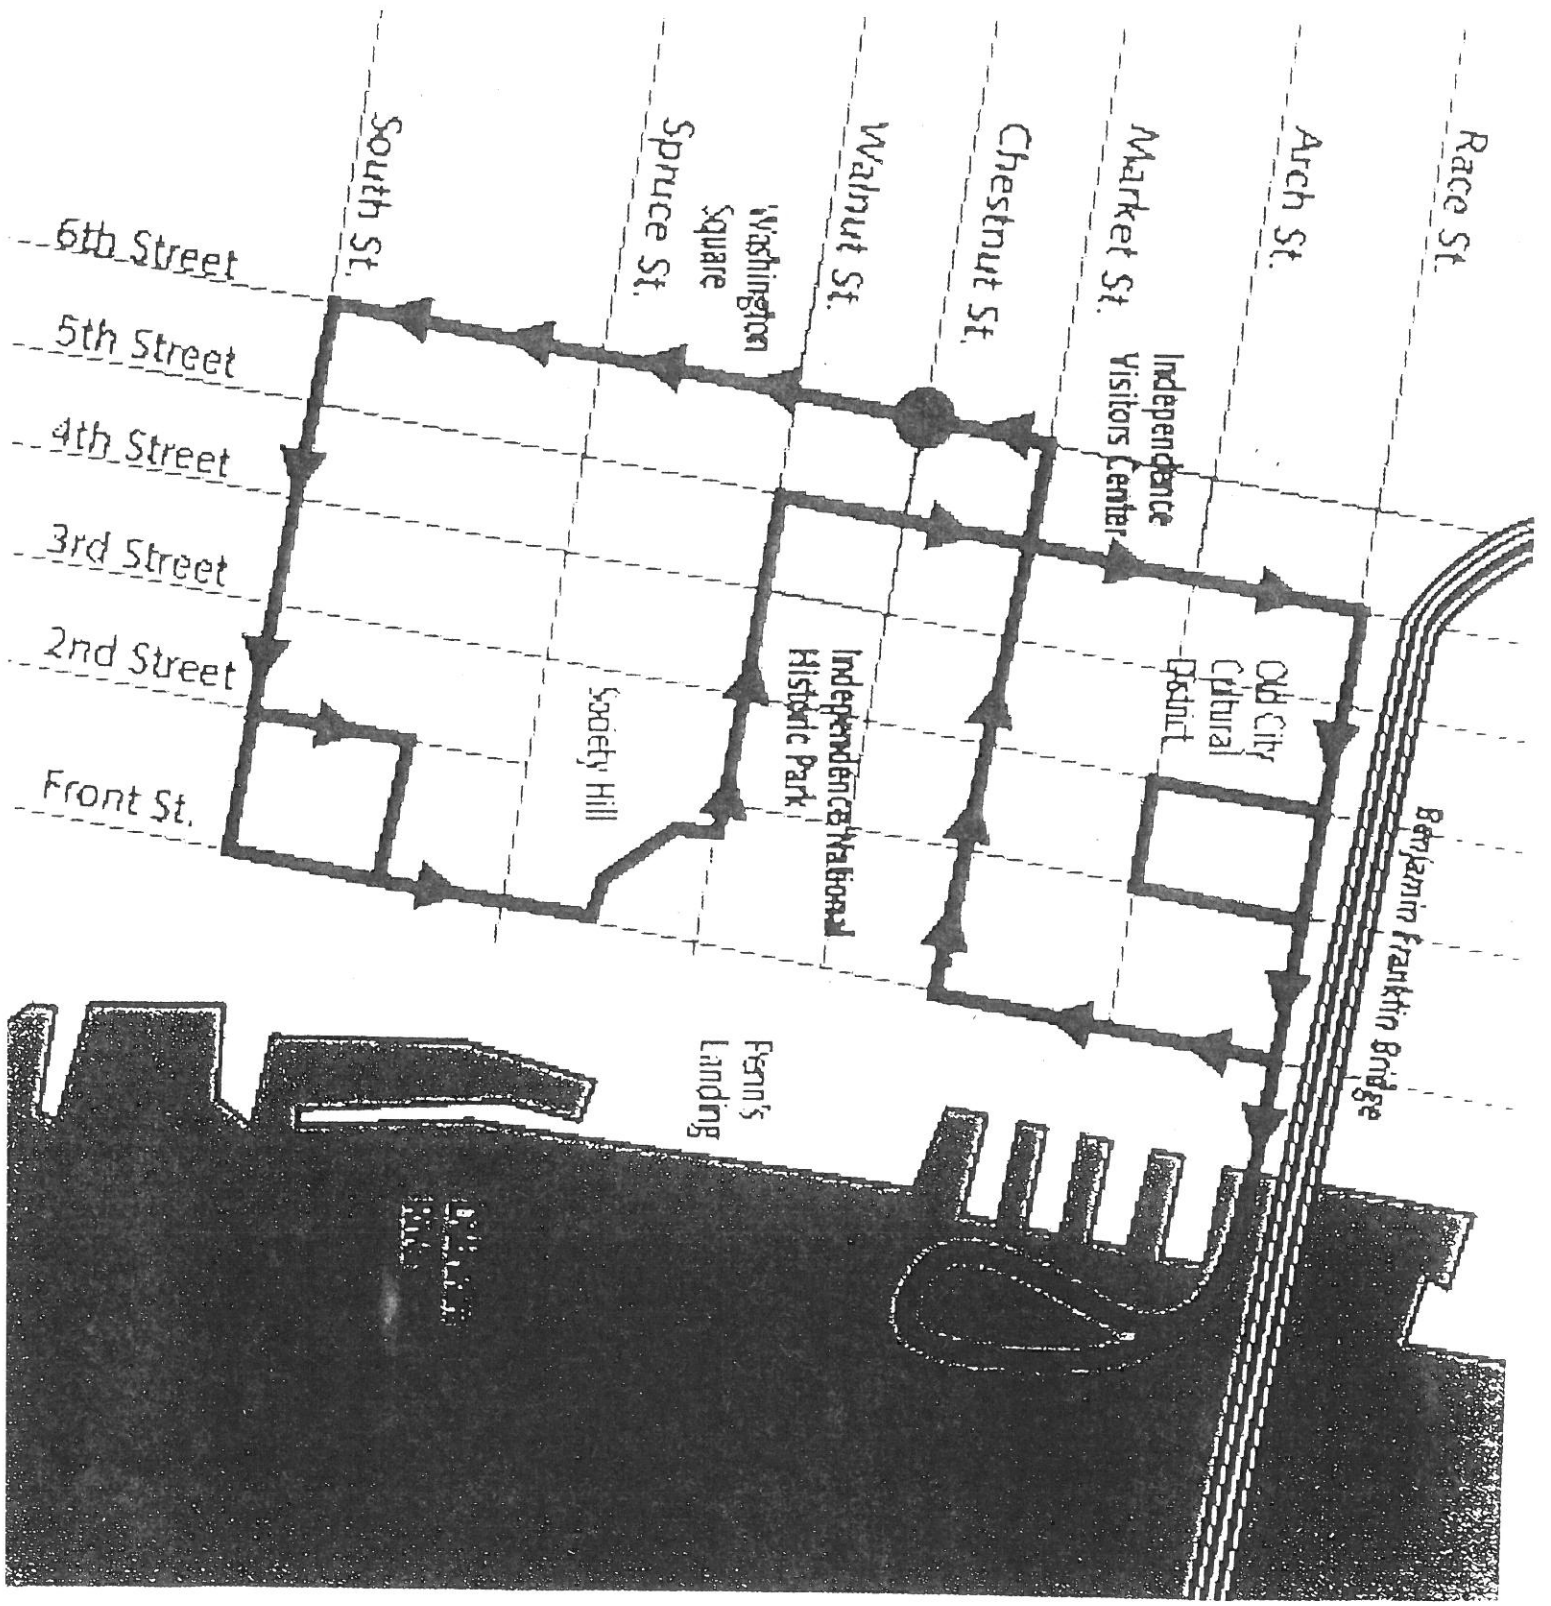 6th Street
5th Street
4th Street
3rd Street
2nd Street
Front St.
South St.
Spruce St.
Washington
Square
Walnut St.
Chestnut St.
Market St.
Arch St.
Race St.
Independence
Visitors Center
Old City
Cultural
District
Independence National
Historic Park
Society Hill
Benjamin Franklin Bridge
Penn's
Landing